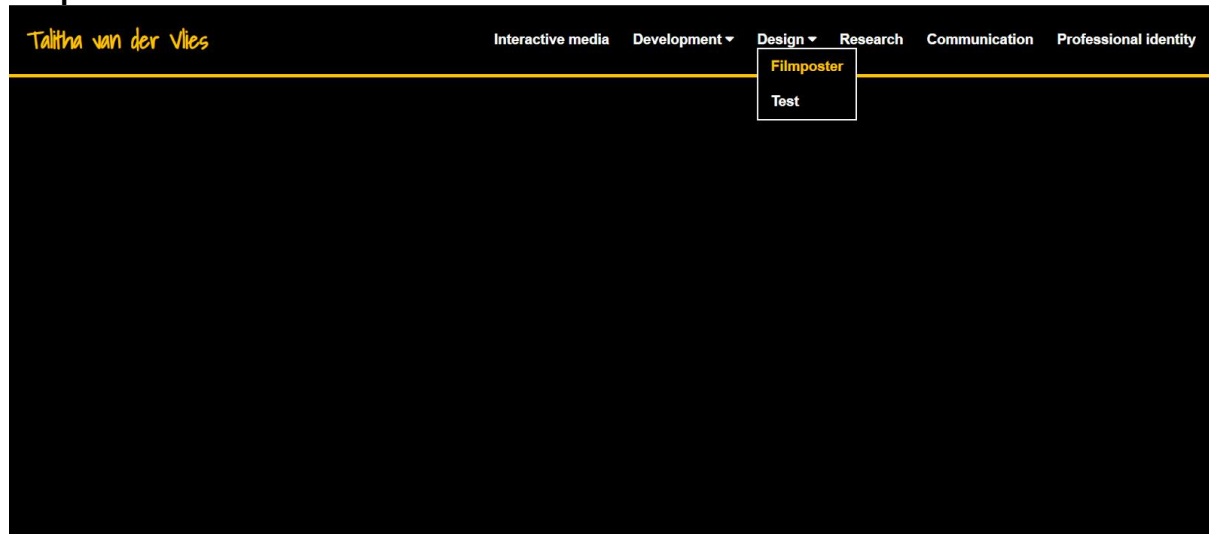 Talitha van der Vlies
Interactive media Development Design Research Communication Professional identity
Filmposter
Test